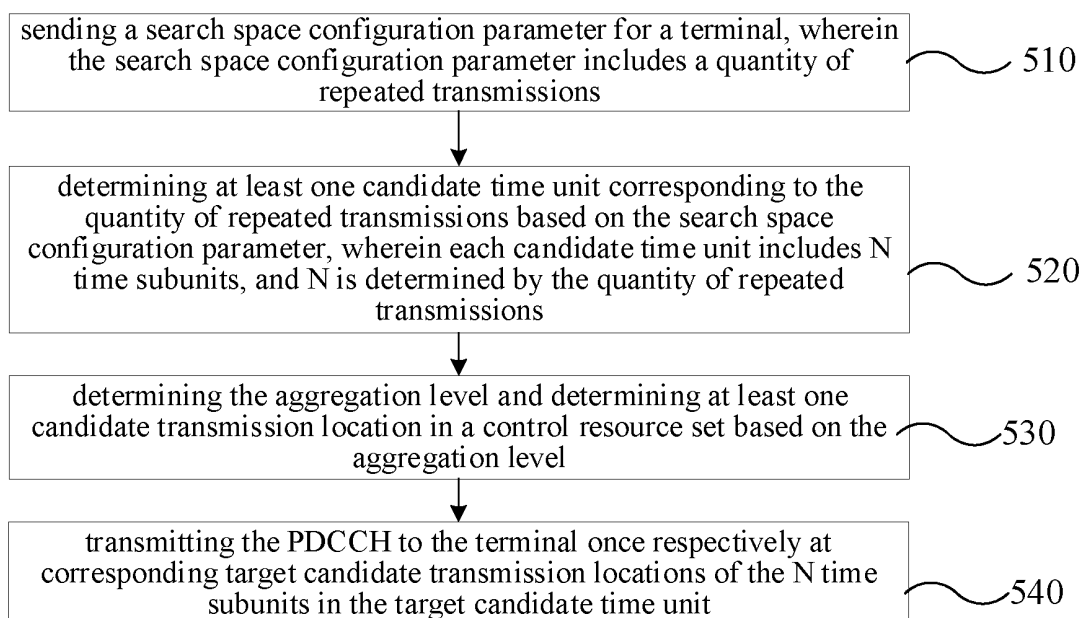 sending a search space configuration parameter for a terminal, wherein
the search space configuration parameter includes a quantity of
repeated transmissions
510
determining at least one candidate time unit corresponding to the
quantity of repeated transmissions based on the search space
configuration parameter, wherein each candidate time unit includes N
time subunits, and N is determined by the quantity of repeated
transmissions
520
determining the aggregation level and determining at least one
candidate transmission location in a control resource set based on the
aggregation level
530
transmitting the PDCCH to the terminal once respectively at
corresponding target candidate transmission locations of the N time
subunits in the target candidate time unit
540